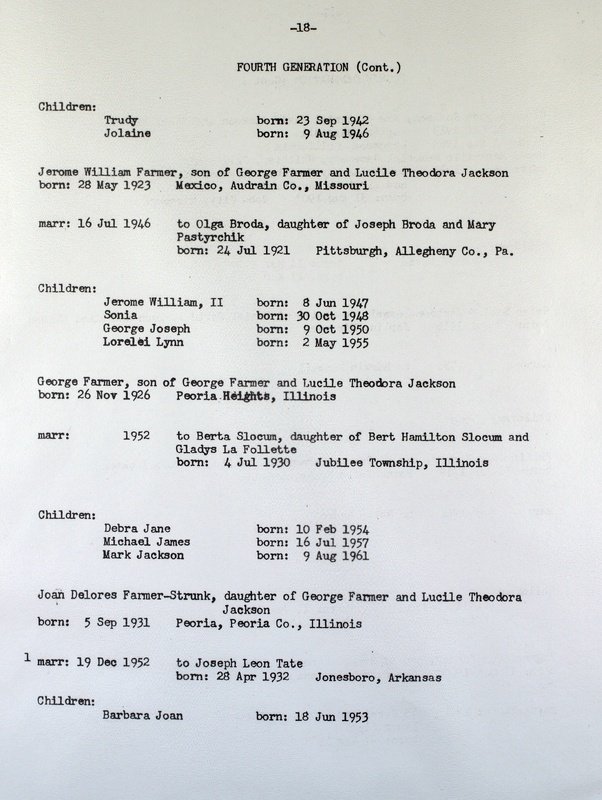 -18-
FOURTH GENERATION (Cont.)
Children:
Trudy born: 23 Sep 1942
Jolaine born: 9 Aug 1946
Jerome William Farmer, son of George Farmer and Lucile Theodora Jackson
born: 28 May 1923 Mexico, Audrain Co., Missouri
marr: 16 Jul 1946 to Olga Broda, daughter of Joseph Broda and Mary
Pastyrchik
born: 24 Jul 1921 Pittsburgh, Allegheny Co., Pa.
Children:
Jerome William, II born: 8 Jun 1947
Sonia born: 30 Oct 1948
George Joseph born: 9 Oct 1950
Lorelei Lynn born: 2 May 1955
George Farmer, son of George Farmer and Lucile Theodora Jackson
born: 26 Nov 1926 Peoria Heights, Illinois
marr: 1952 to Berta Slocum, daughter of Bert Hamilton Slocum and
Gladys La Follette
born: 4 Jul 1930 Jubilee Township, Illinois
Children:
Debra Jane born: 10 Feb 1954
Michael James born: 16 Jul 1957
Mark Jackson born: 9 Aug 1961
Joan Delores Farmer-Strunk, daughter of George Farmer and Lucile Theodora
Jackson
born: 5 Sep 1931 Peoria, Peoria Co., Illinois
1 marr: 19 Dec 1952 to Joseph Leon Tate
born: 28 Apr 1932 Jonesboro, Arkansas
Children:
Barbara Joan born: 18 Jun 1953